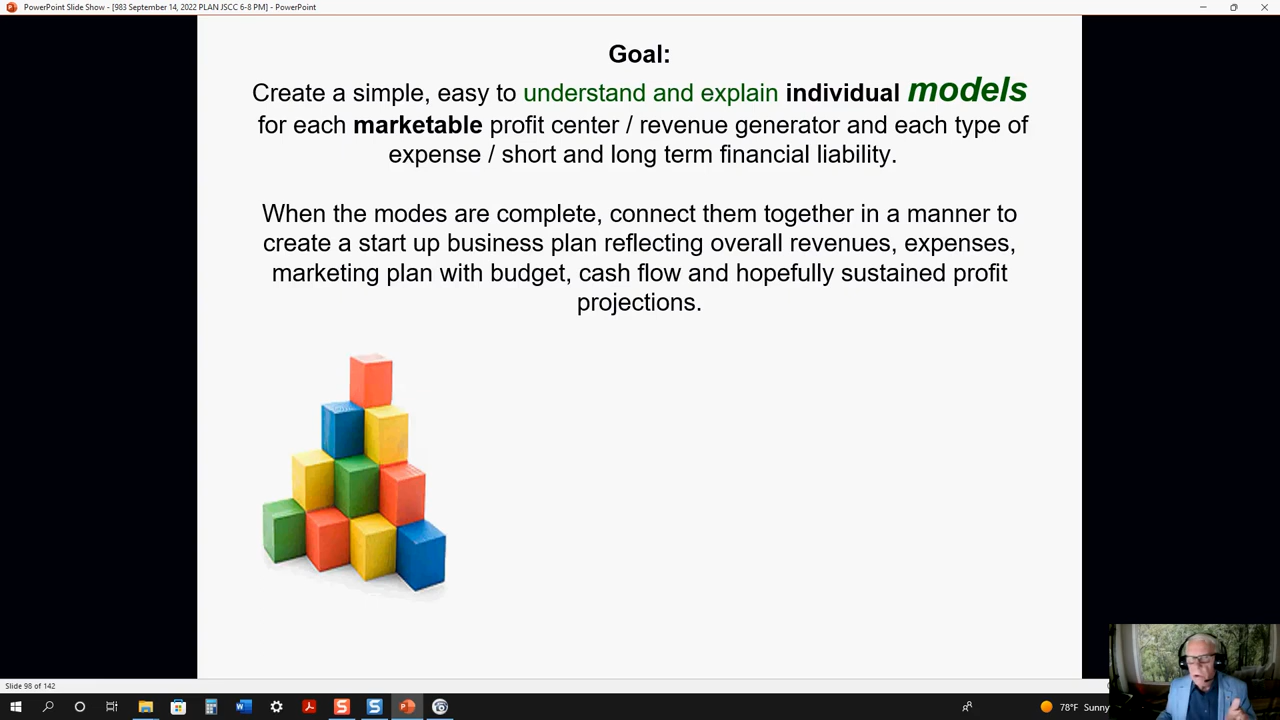 PowerPoint Slide Show - [983 September 14, 2022 PLAN JSCC 6-8 PM] - PowerPoint
Goal:
Create a simple, easy to understand and explain individual models
for each marketable profit center / revenue generator and each type of
expense / short and long term financial liability.
When the modes are complete, connect them together in a manner to
create a start up business plan reflecting overall revenues, expenses,
marketing plan with budget, cash flow and hopefully sustained profit
projections.
Slide 98 of 142
78°F Sunny